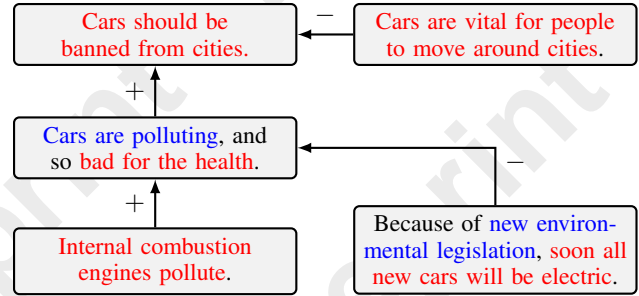 Cars should be
banned from cities.
−
Cars are vital for people
to move around cities.
+
Cars are polluting, and
so bad for the health.
−
+
Internal combustion
engines pollute.
Because of new environ-
mental legislation, soon all
new cars will be electric.
print
print